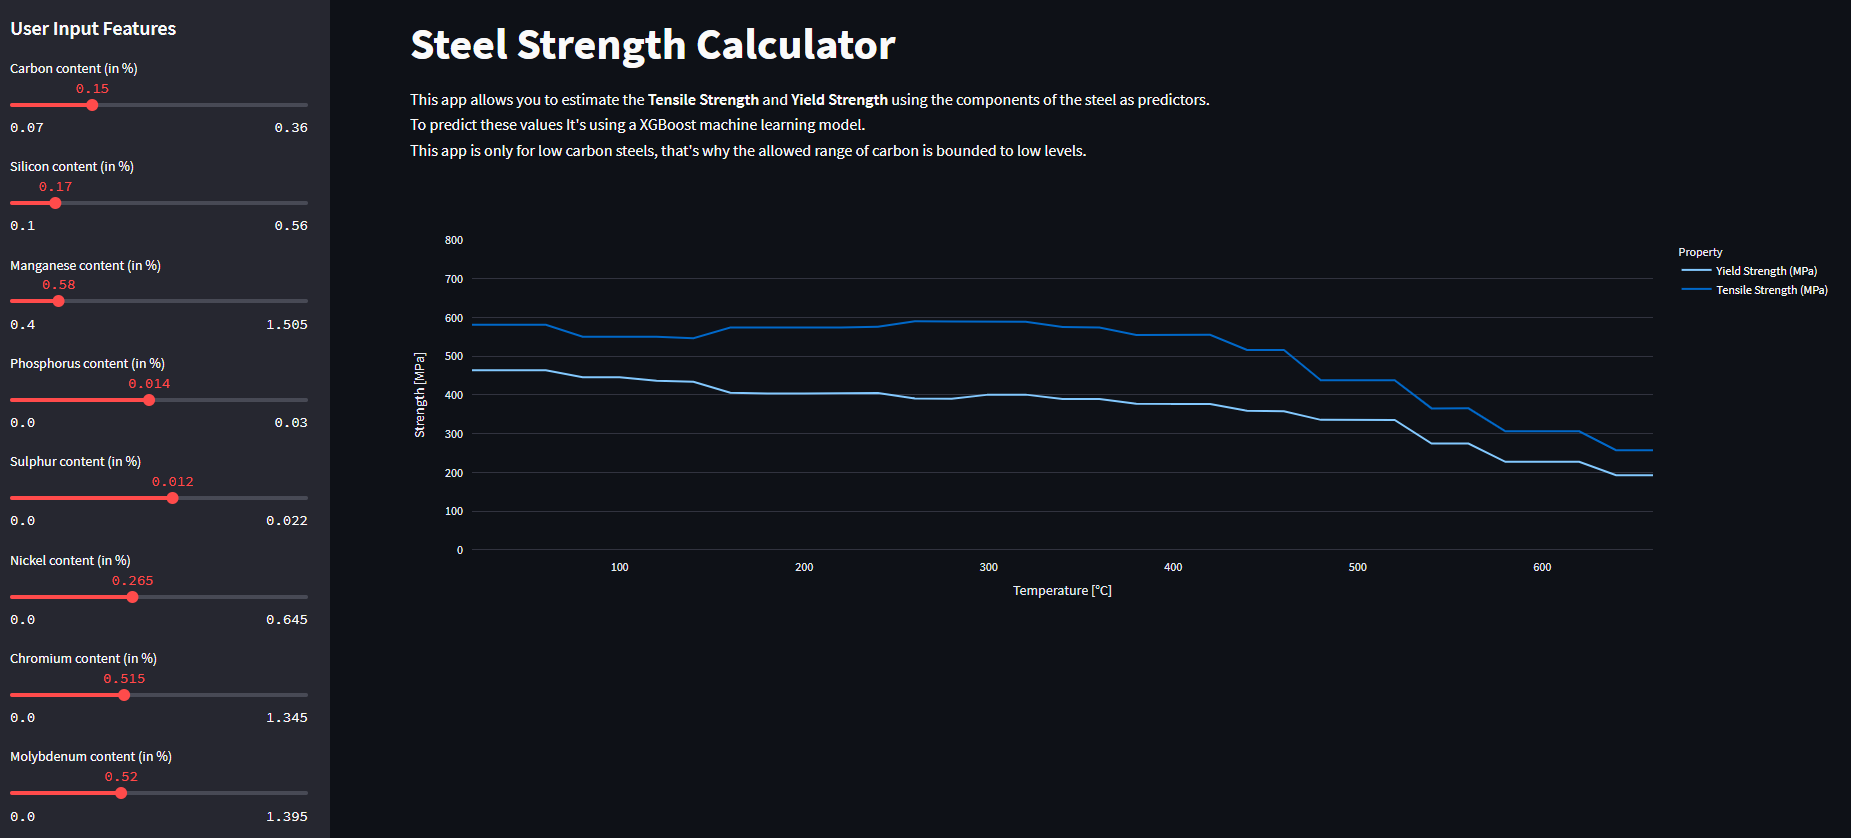 User Input Features
Carbon content (in %)
0.15
0.07 0.36
Silicon content (in %)
0.17
0.1 0.56
Manganese content (in %)
0.58
0.4 1.505
Phosphorus content (in %)
0.014
0.0 0.03
Sulphur content (in %)
0.012
0.0 0.022
Nickel content (in %)
0.265
0.0 0.645
Chromium content (in %)
0.515
0.0 1.345
Molybdenum content (in %)
0.52
0.0 1.395
Steel Strength Calculator
This app allows you to estimate the Tensile Strength and Yield Strength using the components of the steel as predictors.
To predict these values It's using a XGBoost machine learning model.
This app is only for low carbon steels, that's why the allowed range of carbon is bounded to low levels.
Strength [MPa]
800
700
600
500
400
300
200
100
0
100 200 300 400 500 600
Temperature [°C]
Property
Yield Strength (MPa)
Tensile Strength (MPa)